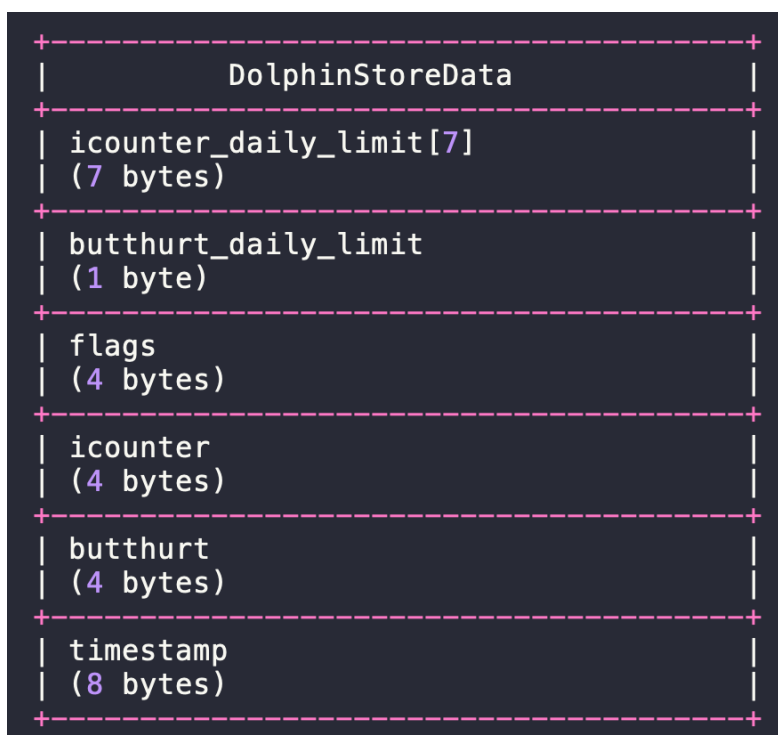 DolphinStoreData
icounter_daily_limit[7]
(7 bytes)
butthurt_daily_limit
(1 byte)
flags
(4 bytes)
icounter
(4 bytes)
butthurt
(4 bytes)
timestamp
(8 bytes)